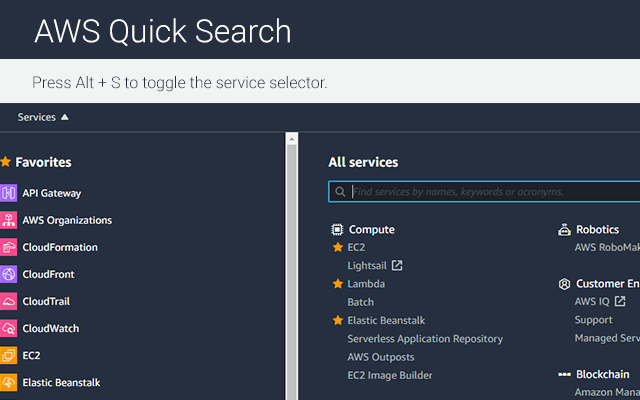 AWS Quick Search
Press Alt + S to toggle the service selector.
Services
Favorites
API Gateway
AWS Organizations
CloudFormation
CloudFront
CloudTrail
CloudWatch
EC2
Elastic Beanstalk
All services
Find services by names, keywords or acronyms.
Compute
EC2
Lightsail
Lambda
Batch
Elastic Beanstalk
Serverless Application Repository
AWS Outposts
EC2 Image Builder
Robotics
AWS RoboMak
Customer En
AWS IQ
Support
Managed Serv
Blockchain
Amazon Mana